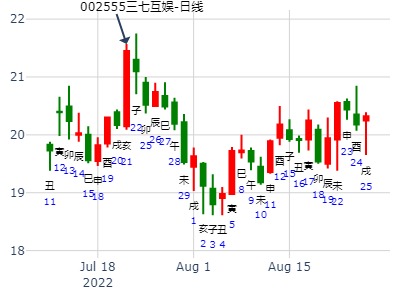 002555三七互娱-日线
22
21
20
19
18
丑
11
寅
12
卯
13
辰
14
巳
15
申
18
酉
19
戌
20
亥
21
子
22
卯
25
辰
26
巳
27
午
28
未
29
戌
1
亥
2
子
3
丑
4
寅
5
巳
8
午
9
未
10
申
11
酉
12
子
15
丑
16
寅
17
卯
18
辰
19
未
22
申
23
酉
24
戌
25
Jul 18
2022
Aug 1
Aug 15